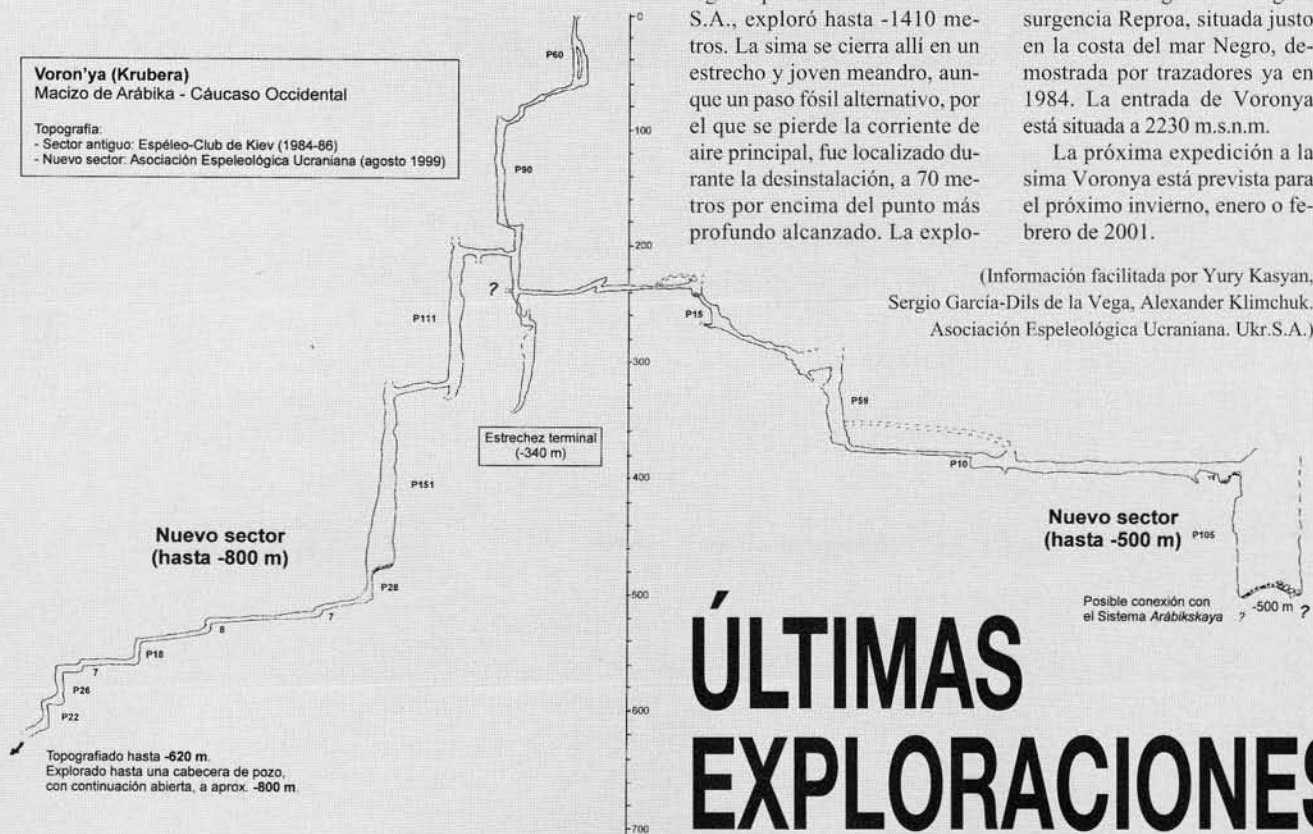 S.A., exploró hasta -1410 me-
tros. La sima se cierra allí en un
estrecho y joven meandro, aun-
que un paso fósil alternativo, por
el que se pierde la corriente de
aire principal, fue localizado du-
rante la desinstalación, a 70 me-
tros por encima del punto más
profundo alcanzado. La explo-
surgencia Reproa, situada justo
en la costa del mar Negro, de-
mostrada por trazadores ya en
1984. La entrada de Voronya
está situada a 2230 m.s.n.m.
La próxima expedición a la
sima Voronya está prevista para
el próximo invierno, enero o fe-
brero de 2001.
(Información facilitada por Yury Kasyan,
Sergio García-Dils de la Vega, Alexander Klimchuk.
Asociación Espeleológica Ucraniana. Ukr.S.A.)
Voron'ya (Krubera)
Macizo de Arábika - Cáucaso Occidental
Topografía:
- Sector antiguo: Espéleo-Club de Kiev (1984-86)
- Nuevo sector: Asociación Espeleológica Ucraniana (agosto 1999)
0
-100
-200
-300
-400
-500
-600
-700
P60
P90
P111
?
P15
P59
P10
P105
Estrechez terminal
(-340 m)
P151
Nuevo sector
(hasta -800 m)
P28
7
8
P18
7
P26
P22
Topografiado hasta -620 m.
Explorado hasta una cabecera de pozo,
con continuación abierta, a aprox. -800 m.
Nuevo sector
(hasta -500 m)
Posible conexión con
el Sistema Arábikskaya
?
-500 m
?
ÚLTIMAS
EXPLORACIONES